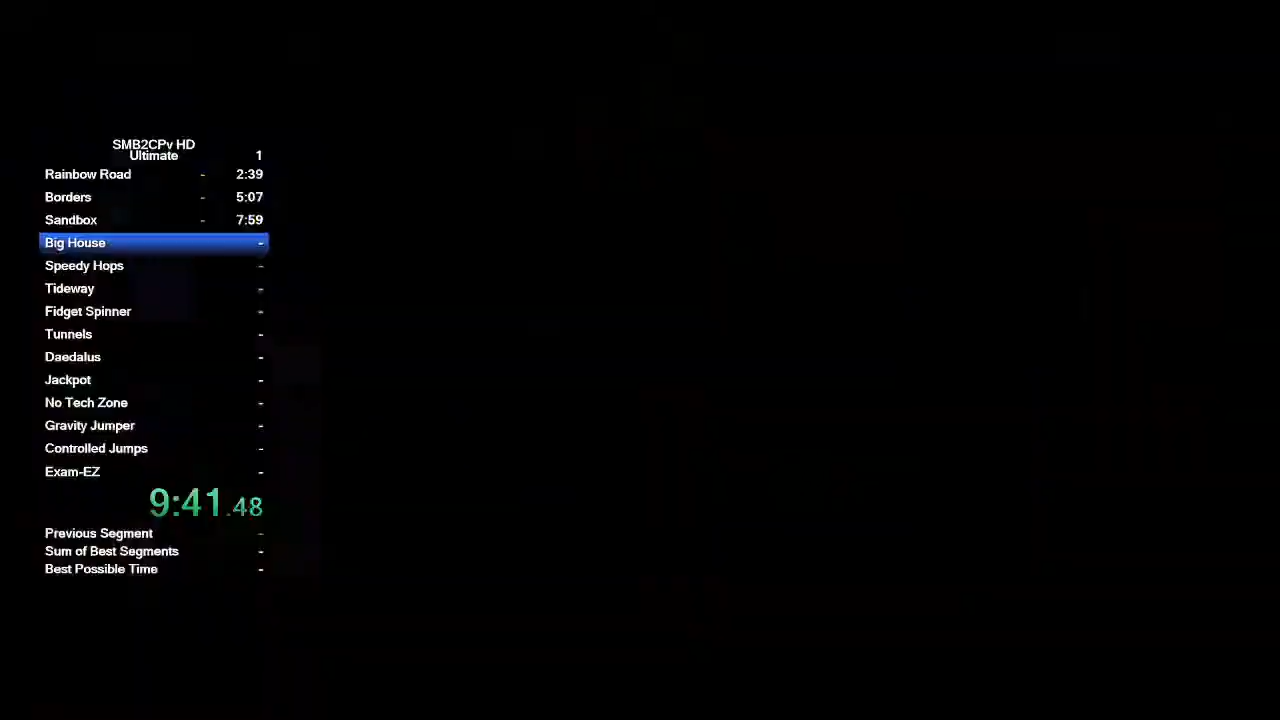 SMB2CPv HD
Ultimate 1
Rainbow Road - 2:39
Borders - 5:07
Sandbox - 7:59
Big House -
Speedy Hops -
Tideway -
Fidget Spinner -
Tunnels -
Daedalus -
Jackpot -
No Tech Zone -
Gravity Jumper -
Controlled Jumps -
Exam-EZ -
9:41.48
Previous Segment -
Sum of Best Segments -
Best Possible Time -